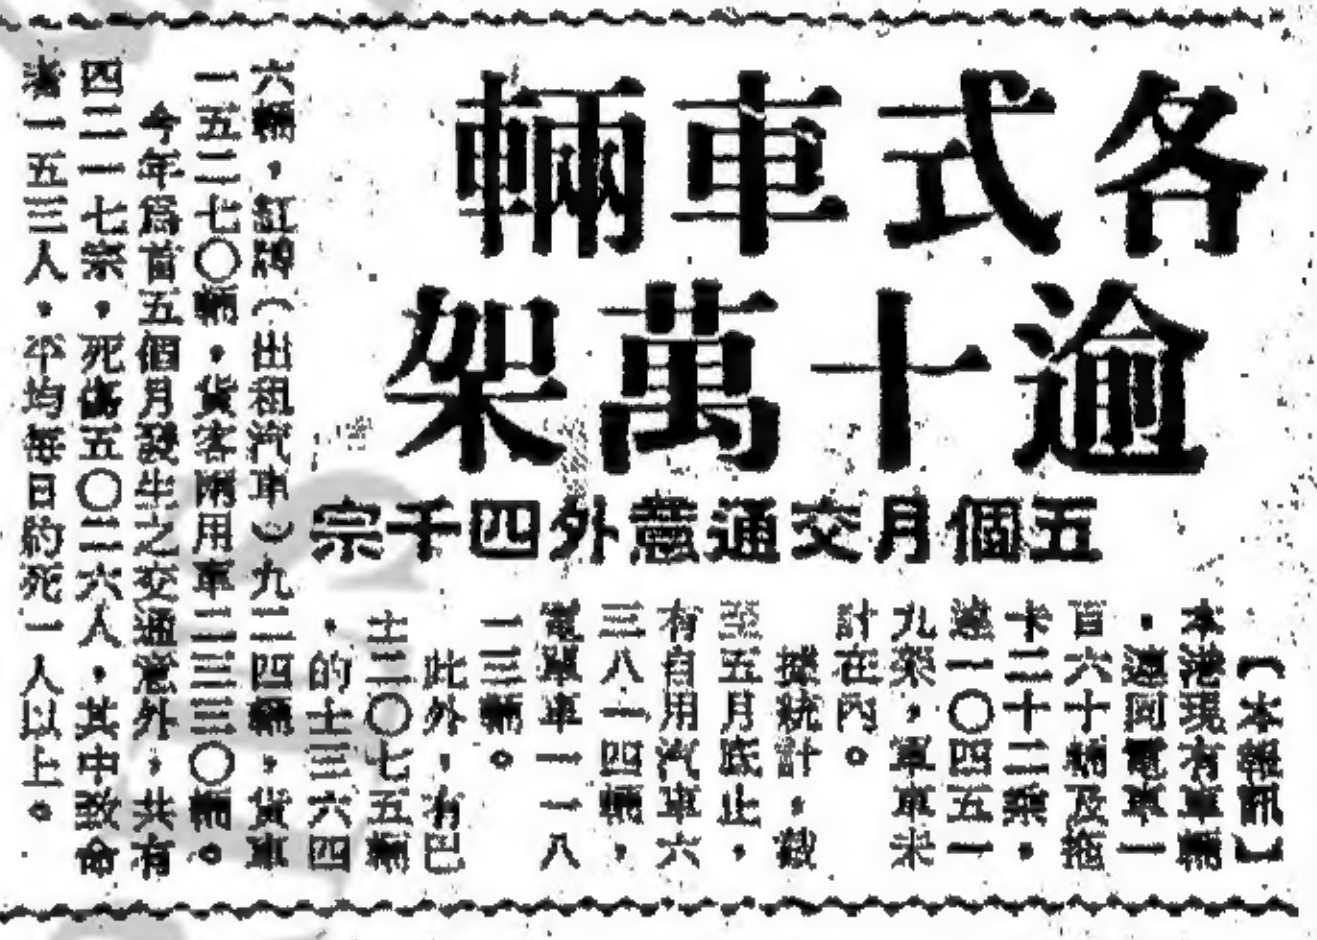 各式車輛
逾十萬架
五個月交通意外四千宗
【本報訊】
本港現有車輛
，連同電車一
百六十輛及拖
卡二十二乘，
達一〇四五一
九架，軍車未
計在內。
據統計，截
至五月底止，
有自用汽車六
三八一四輛，
電單車一一八
一三輛。
此外，有巴
士二〇七五輛
，的士三六四
六輛，紅牌（出租汽車）九二四輛，貨車
一五二七〇輛，貨客兩用車二三三〇輛。
今年爲首五個月發生之交通意外，共有
四二一七宗，死傷五〇二六人，其中致命
者一五三人，平均每日約死一人以上。